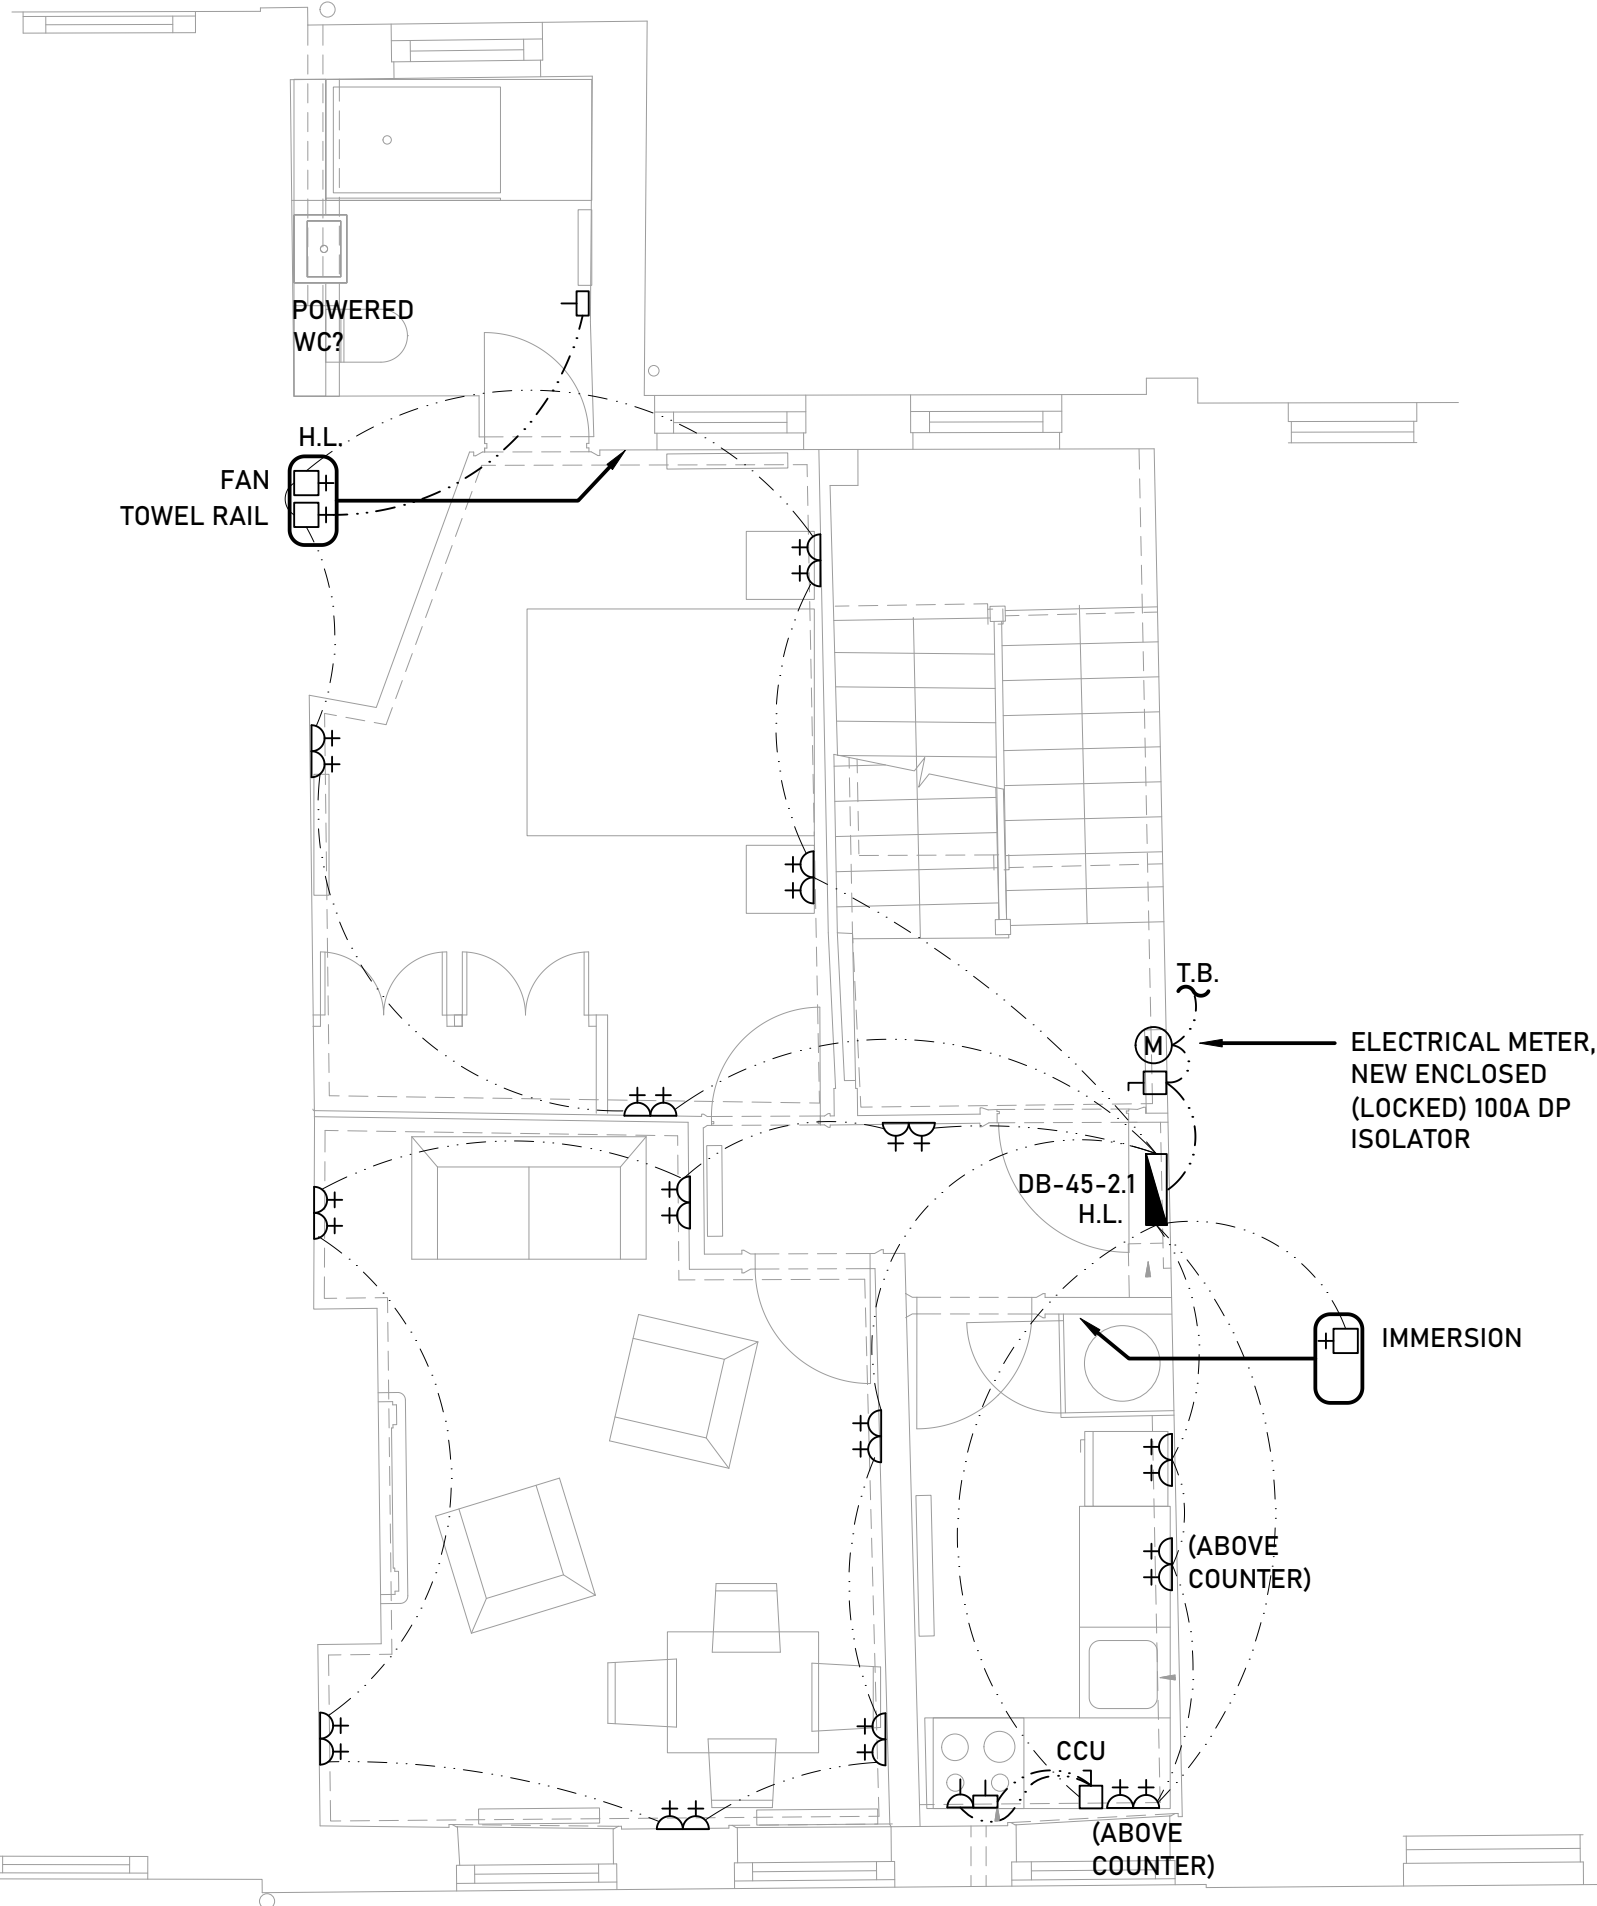 POWERED
WC?
H.L.
FAN
TOWEL RAIL
T.B.
M
ELECTRICAL METER,
NEW ENCLOSED
(LOCKED) 100A DP
ISOLATOR
DB-45-2.1
H.L.
IMMERSION
(ABOVE
COUNTER)
CCU
(ABOVE
COUNTER)